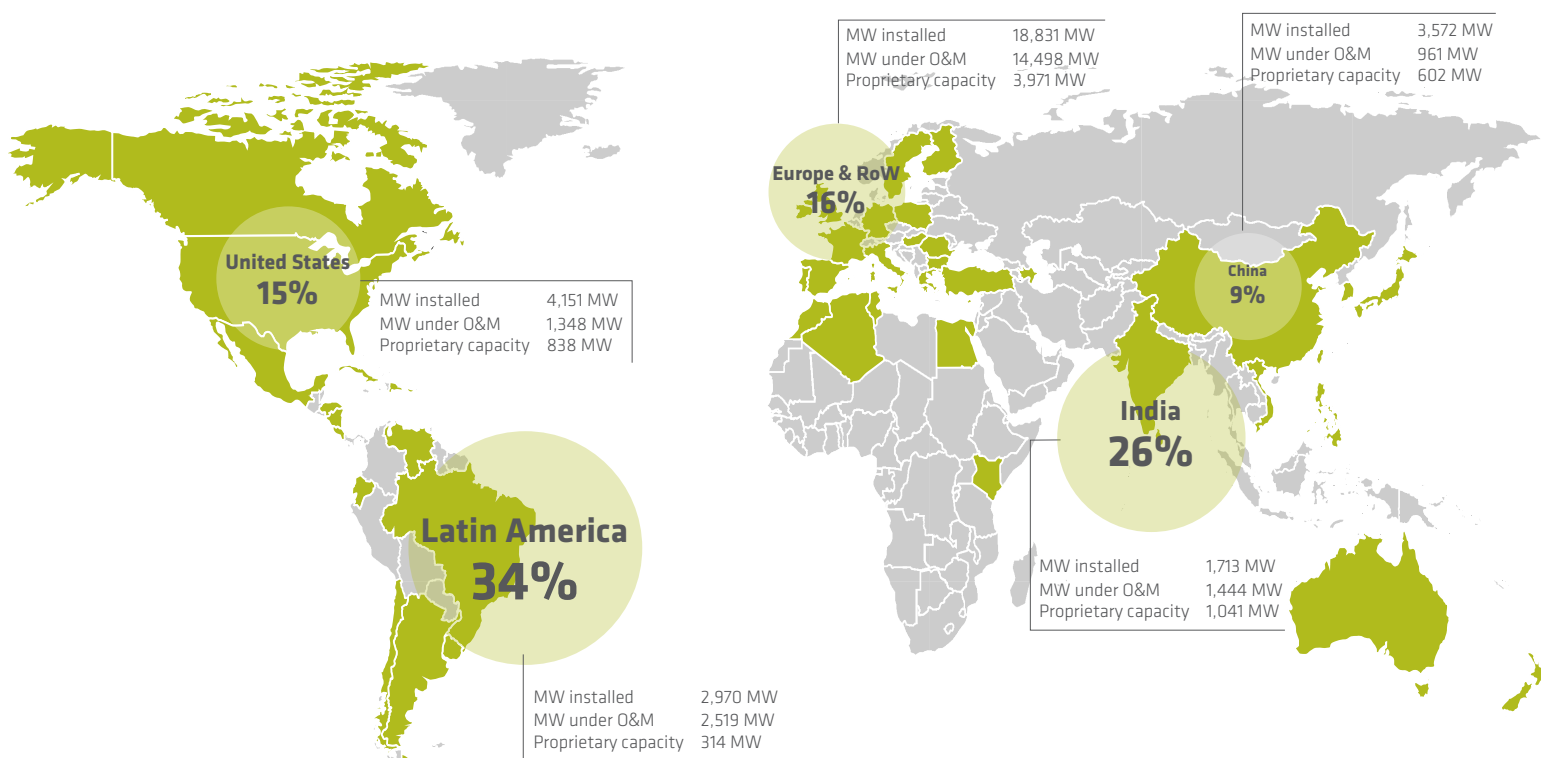 MW installed 18,831 MW
MW under O&M 14,498 MW
Proprietary capacity 3,971 MW
MW installed 3,572 MW
MW under O&M 961 MW
Proprietary capacity 602 MW
Europe & RoW
16%
United States
15%
China
9%
MW installed 4,151 MW
MW under O&M 1,348 MW
Proprietary capacity 838 MW
India
26%
Latin America
34%
MW installed 1,713 MW
MW under O&M 1,444 MW
Proprietary capacity 1,041 MW
MW installed 2,970 MW
MW under O&M 2,519 MW
Proprietary capacity 314 MW